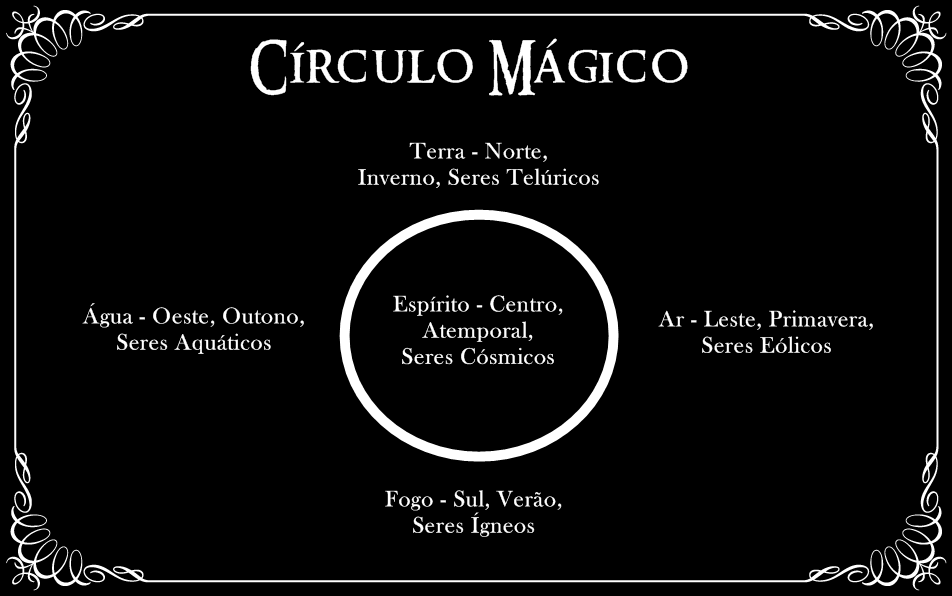 Círculo Mágico
Terra - Norte,
Inverno, Seres Telúricos
Água - Oeste, Outono,
Seres Aquáticos
Espírito - Centro,
Atemporal,
Seres Cósmicos
Ar - Leste, Primavera,
Seres Eólicos
Fogo - Sul, Verão,
Seres Ígneos